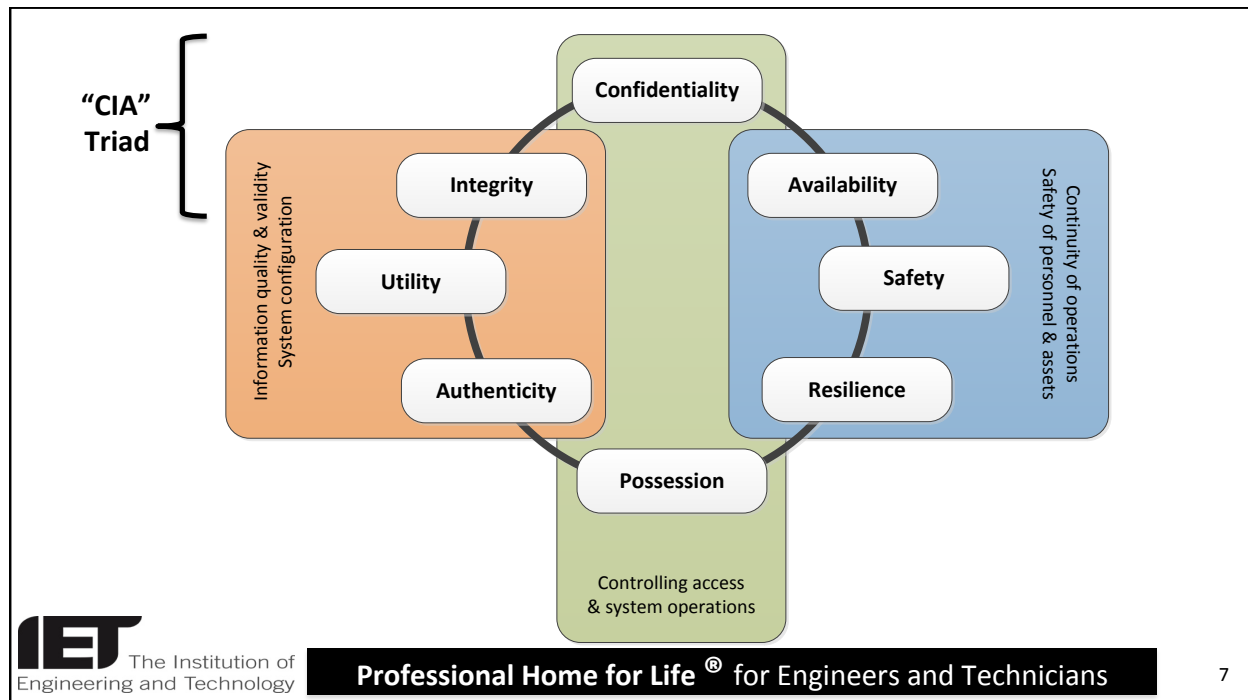 “CIA”
Triad
Confidentiality
Integrity
Availability
Utility
Safety
Authenticity
Resilience
Possession
Information quality & validity
System configuration
Continuity of operations
Safety of personnel & assets
Controlling access
& system operations
IET
The Institution of
Engineering and Technology
Professional Home for Life ® for Engineers and Technicians
7